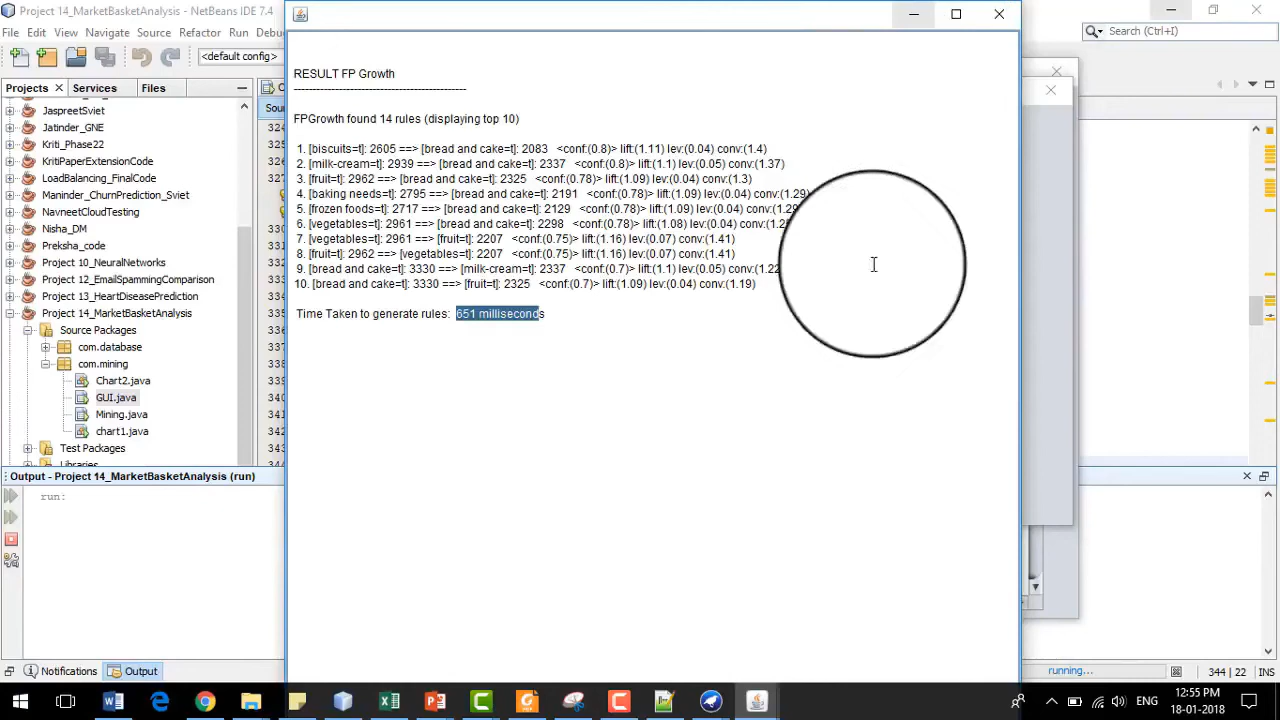 Project 14_MarketBasketAnalysis - NetBeans IDE 7.4
File Edit View Navigate Source Refactor Run
<default config>
Search (Ctrl+I)
Projects Services Files
JaspreetSviet
Jatinder_GNE
Kriti_Phase22
KritiPaperExtensionCode
LoadBalancing_FinalCode
Maninder_ChurnPrediction_Sviet
NavneetCloudTesting
Nisha_DM
Preksha_code
Project 10_NeuralNetworks
Project 12_EmailSpammingComparison
Project 13_HeartDiseasePrediction
Project 14_MarketBasketAnalysis
Source Packages
com.database
com.mining
Chart2.java
GUI.java
Mining.java
chart1.java
Test Packages
Libraries
RESULT FP Growth
----------------------------------------------
FPGrowth found 14 rules (displaying top 10)
1. [biscuits=t]: 2605 ==> [bread and cake=t]: 2083 <conf:(0.8)> lift:(1.11) lev:(0.04) conv:(1.4)
2. [milk-cream=t]: 2939 ==> [bread and cake=t]: 2337 <conf:(0.8)> lift:(1.1) lev:(0.05) conv:(1.37)
3. [fruit=t]: 2962 ==> [bread and cake=t]: 2325 <conf:(0.78)> lift:(1.09) lev:(0.04) conv:(1.3)
4. [baking needs=t]: 2795 ==> [bread and cake=t]: 2191 <conf:(0.78)> lift:(1.09) lev:(0.04) conv:(1.29)
5. [frozen foods=t]: 2717 ==> [bread and cake=t]: 2129 <conf:(0.78)> lift:(1.09) lev:(0.04) conv:(1.29
6. [vegetables=t]: 2961 ==> [bread and cake=t]: 2298 <conf:(0.78)> lift:(1.08) lev:(0.04)
7. [vegetables=t]: 2961 ==> [fruit=t]: 2207 <conf:(0.75)> lift:(1.16) lev:(0.07) conv:(1.41)
8. [fruit=t]: 2962 ==> [vegetables=t]: 2207 <conf:(0.75)> lift:(1.16) lev:(0.07) conv:(1.41)
9. [bread and cake=t]: 3330 ==> [milk-cream=t]: 2337 <conf:(0.7)> lift:(1.1) lev:(0.05) conv:(1.22
10. [bread and cake=t]: 3330 ==> [fruit=t]: 2325 <conf:(0.7)> lift:(1.09) lev:(0.04) conv:(1.19)
Time Taken to generate rules: 651 milliseconds
Output - Project 14_MarketBasketAnalysis (run)
run:
Notifications Output
running...
344 | 22 INS
ENG
12:55 PM
18-01-2018